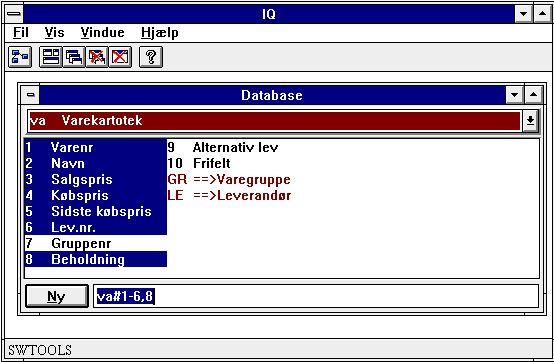 IQ
Fil Vis Vindue Hjælp
?
Database
va Varekartotek
1 Varenr
2 Navn
3 Salgspris
4 Købspris
5 Sidste købspris
6 Lev.nr.
7 Gruppenr
8 Beholdning
9 Alternativ lev
10 Frifelt
GR ==>Varegruppe
LE ==>Leverandør
Ny va#1-6,8
SWTOOLS